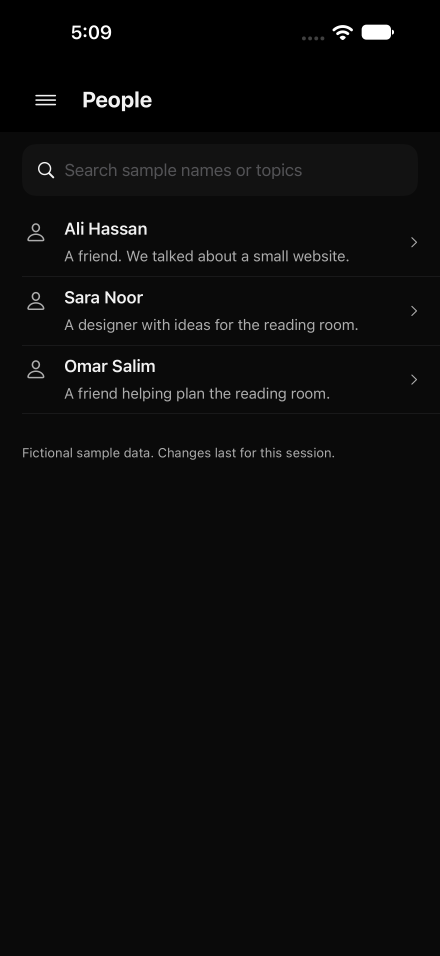 5:09
People
Search sample names or topics
Ali Hassan
A friend. We talked about a small website.
Sara Noor
A designer with ideas for the reading room.
Omar Salim
A friend helping plan the reading room.
Fictional sample data. Changes last for this session.